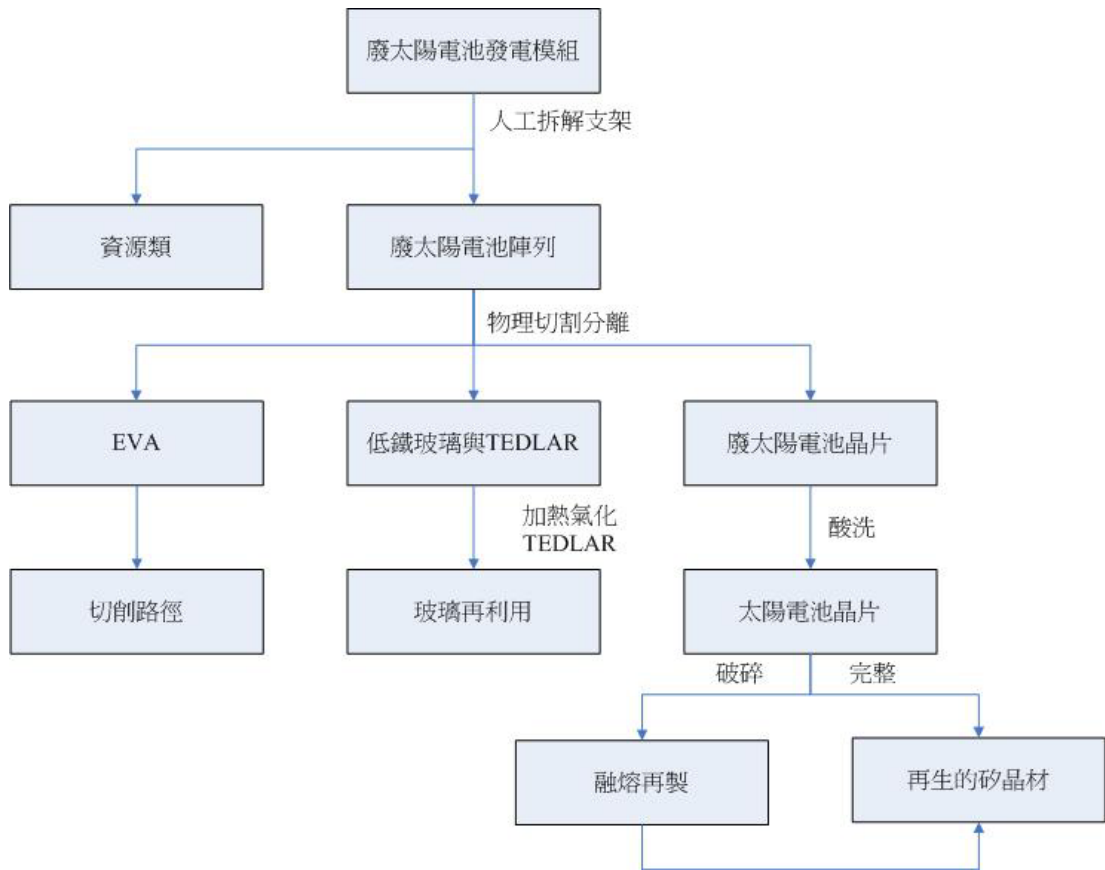 廢太陽電池發電模組
人工拆解支架
資源類
廢太陽電池陣列
物理切割分離
EVA
低鐵玻璃與TEDLAR
廢太陽電池晶片
加熱氣化
TEDLAR
酸洗
切削路徑
玻璃再利用
太陽電池晶片
破碎
完整
融熔再製
再生的矽晶材